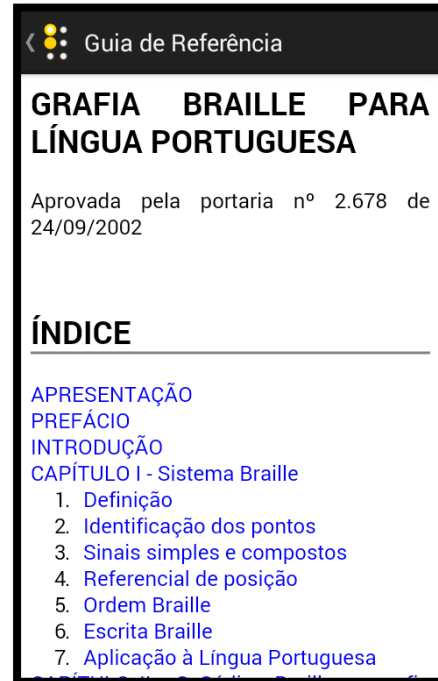 Guia de Referência
GRAFIA BRAILLE PARA
LÍNGUA PORTUGUESA
Aprovada pela portaria nº 2.678 de
24/09/2002
ÍNDICE
APRESENTAÇÃO
PREFÁCIO
INTRODUÇÃO
CAPÍTULO I - Sistema Braille
1. Definição
2. Identificação dos pontos
3. Sinais simples e compostos
4. Referencial de posição
5. Ordem Braille
6. Escrita Braille
7. Aplicação à Língua Portuguesa